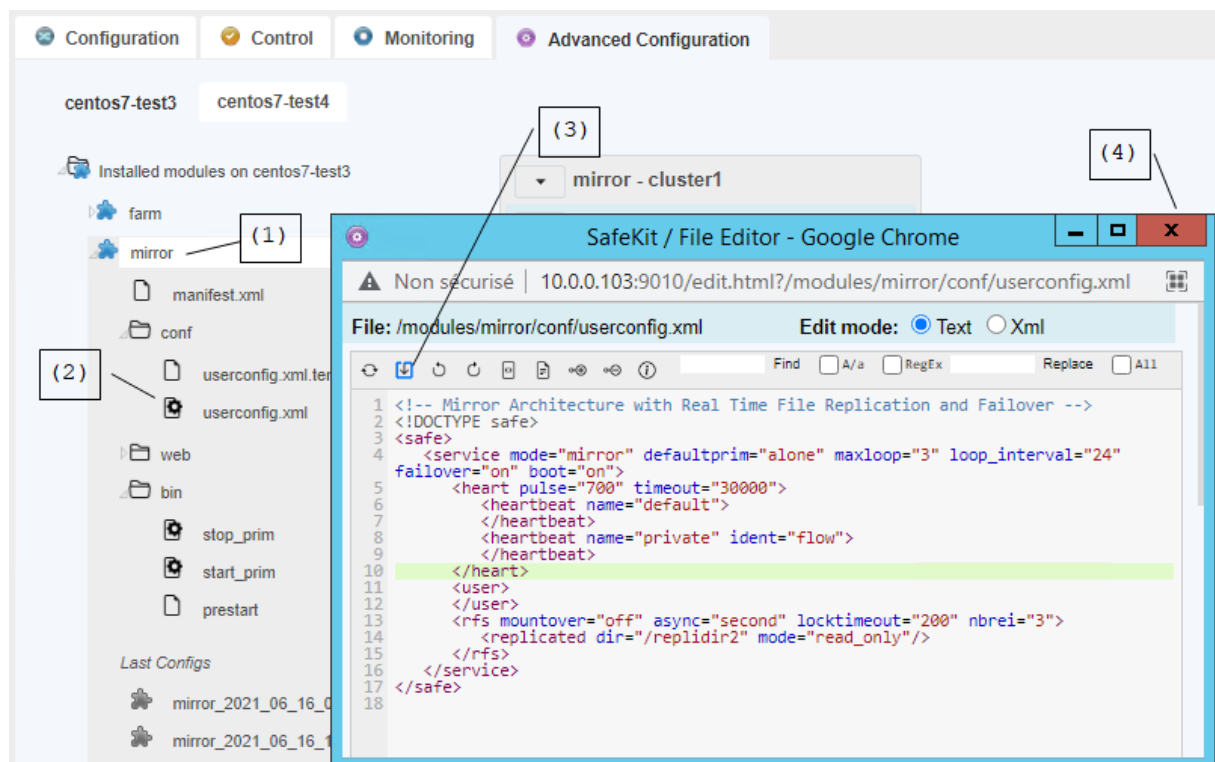 Configuration Control Monitoring Advanced Configuration
centos7-test3 centos7-test4
(3)
(4)
Installed modules on centos7-test3
mirror - cluster1
farm
(1)
mirror
SafeKit / File Editor - Google Chrome
manifest.xml
Non sécurisé 10.0.0.103:9010/edit.html?/modules/mirror/conf/userconfig.xml
conf
File: /modules/mirror/conf/userconfig.xml Edit mode: Text Xml
(2)
userconfig.xml.ter
Find A/a RegEx Replace All
userconfig.xml
web
bin
stop_prim
start_prim
prestart
Last Configs
mirror_2021_06_16_0
mirror_2021_06_16_1
1 <!-- Mirror Architecture with Real Time File Replication and Failover -->
2 <!DOCTYPE safe>
3 <safe>
4 <service mode="mirror" defaultprim="alone" maxloop="3" loop_interval="24"
failover="on" boot="on">
5 <heart pulse="700" timeout="30000">
6 <heartbeat name="default">
7 </heartbeat>
8 <heartbeat name="private" ident="flow">
9 </heartbeat>
10 </heart>
11 <user>
12 </user>
13 <rfs mountover="off" async="second" locktimeout="200" nbrei="3">
14 <replicated dir="/replidir2" mode="read_only"/>
15 </rfs>
16 </service>
17 </safe>
18